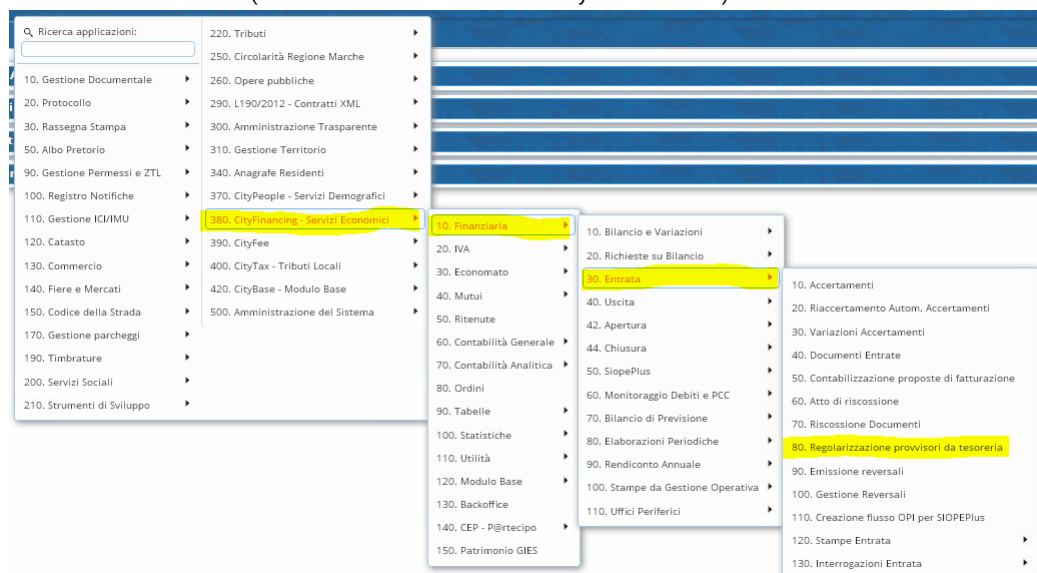 Ricerca applicazioni:
10. Gestione Documentale
20. Protocollo
30. Rassegna Stampa
50. Albo Pretorio
90. Gestione Permessi e ZTL
100. Registro Notifiche
110. Gestione ICI/IMU
120. Catasto
130. Commercio
140. Fiere e Mercati
150. Codice della Strada
170. Gestione parcheggi
190. Timbrature
200. Servizi Sociali
210. Strumenti di Sviluppo
220. Tributi
250. Circolarità Regione Marche
260. Opere pubbliche
290. L190/2012 - Contratti XML
300. Amministrazione Trasparente
310. Gestione Territorio
340. Anagrafe Residenti
370. CityPeople - Servizi Demografici
380. CityFinancing - Servizi Economici
390. CityFee
400. CityTax - Tributi Locali
420. CityBase - Modulo Base
500. Amministrazione del Sistema
10. Finanziaria
20. IVA
30. Economato
40. Mutui
50. Ritenute
60. Contabilità Generale
70. Contabilità Analitica
80. Ordini
90. Tabelle
100. Statistiche
110. Utilità
120. Modulo Base
130. Backoffice
140. CEP - P@rtecipo
150. Patrimonio GIES
10. Bilancio e Variazioni
20. Richieste su Bilancio
30. Entrata
40. Uscita
42. Apertura
44. Chiusura
50. SiopePlus
60. Monitoraggio Debiti e PCC
70. Bilancio di Previsione
80. Elaborazioni Periodiche
90. Rendiconto Annuale
100. Stampe da Gestione Operativa
110. Uffici Periferici
10. Accertamenti
20. Riaccertamento Autom. Accertamenti
30. Variazioni Accertamenti
40. Documenti Entrate
50. Contabilizzazione proposte di fatturazione
60. Atto di riscossione
70. Riscossione Documenti
80. Regolarizzazione provvisori da tesoreria
90. Emissione reversali
100. Gestione Reversali
110. Creazione flusso OPI per SIOPEPlus
120. Stampe Entrata
130. Interrogazioni Entrata